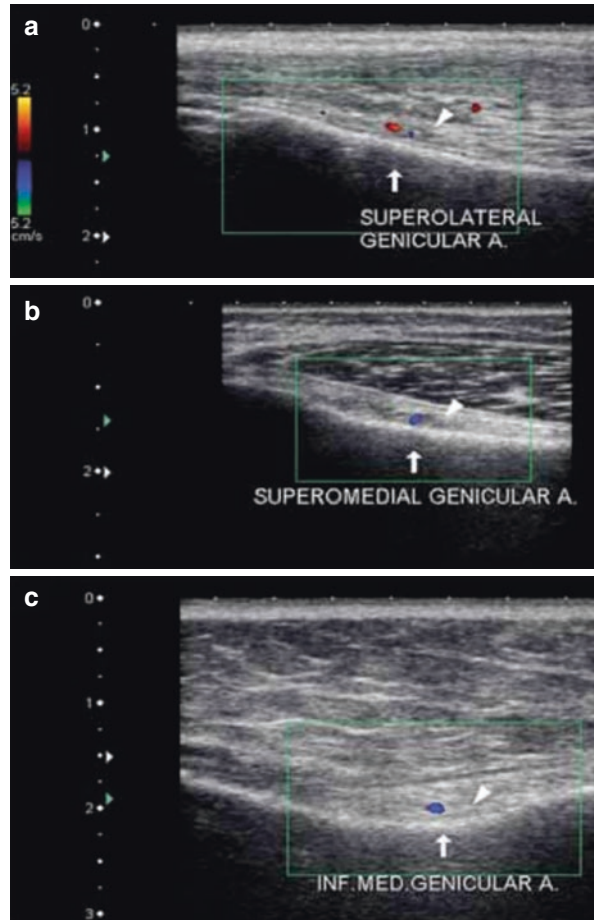 a
0
5.2
1
5.2
cm/s
2
SUPEROLATERAL
GENICULAR A.
b
0
2
SUPEROMEDIAL GENICULAR A.
c
0
1
2
INF.MED.GENICULAR A.
3